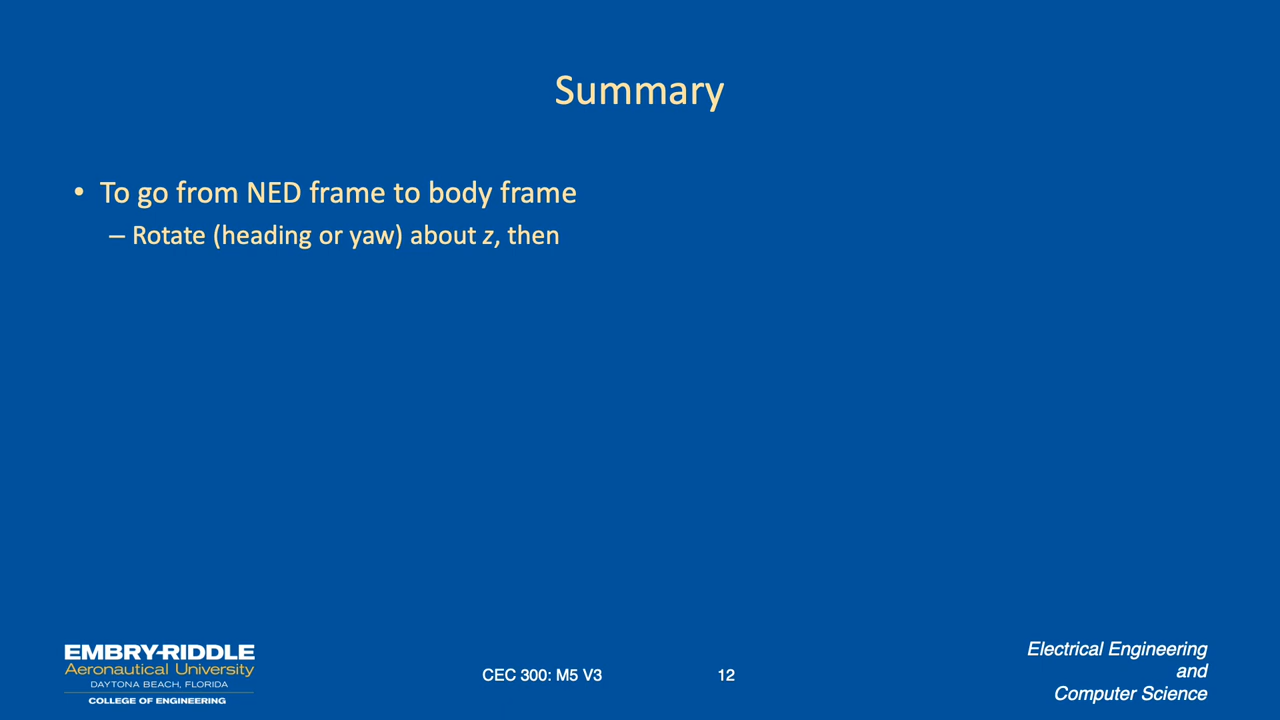 Summary
• To go from NED frame to body frame
– Rotate (heading or yaw) about z, then
EMBRY-RIDDLE
Aeronautical University
DAYTONA BEACH, FLORIDA
COLLEGE OF ENGINEERING
CEC 300: M5 V3
12
Electrical Engineering
and
Computer Science